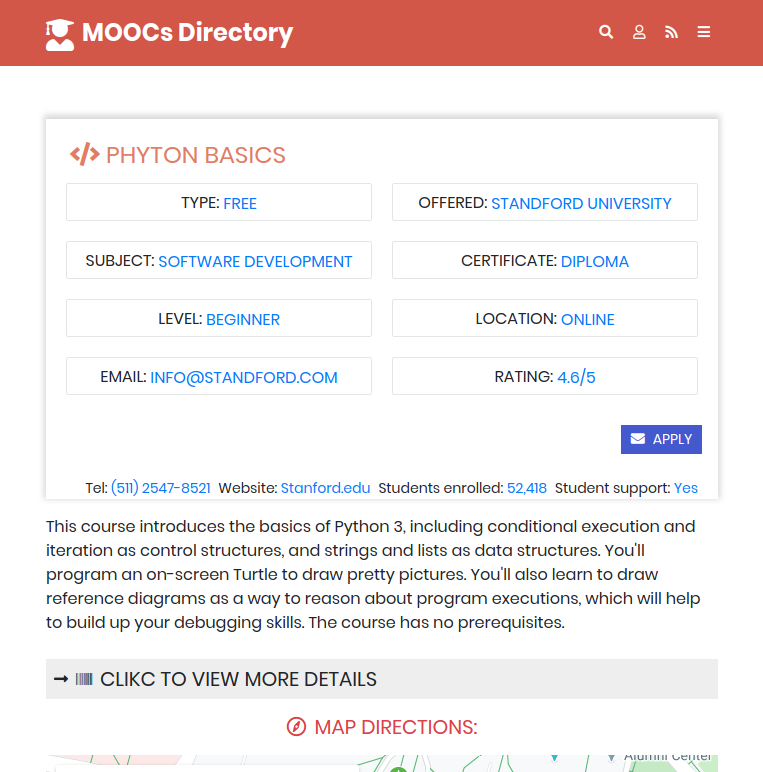 MOOCs Directory
PHYTON BASICS
TYPE: FREE
OFFERED: STANDFORD UNIVERSITY
SUBJECT: SOFTWARE DEVELOPMENT
CERTIFICATE: DIPLOMA
LEVEL: BEGINNER
LOCATION: ONLINE
EMAIL: INFO@STANDFORD.COM
RATING: 4.6/5
APPLY
Tel: (511) 2547-8521 Website: Stanford.edu Students enrolled: 52,418 Student support: Yes
This course introduces the basics of Python 3, including conditional execution and
iteration as control structures, and strings and lists as data structures. You'll
program an on-screen Turtle to draw pretty pictures. You'll also learn to draw
reference diagrams as a way to reason about program executions, which will help
to build up your debugging skills. The course has no prerequisites.
CLIKC TO VIEW MORE DETAILS
MAP DIRECTIONS:
Alumni Center